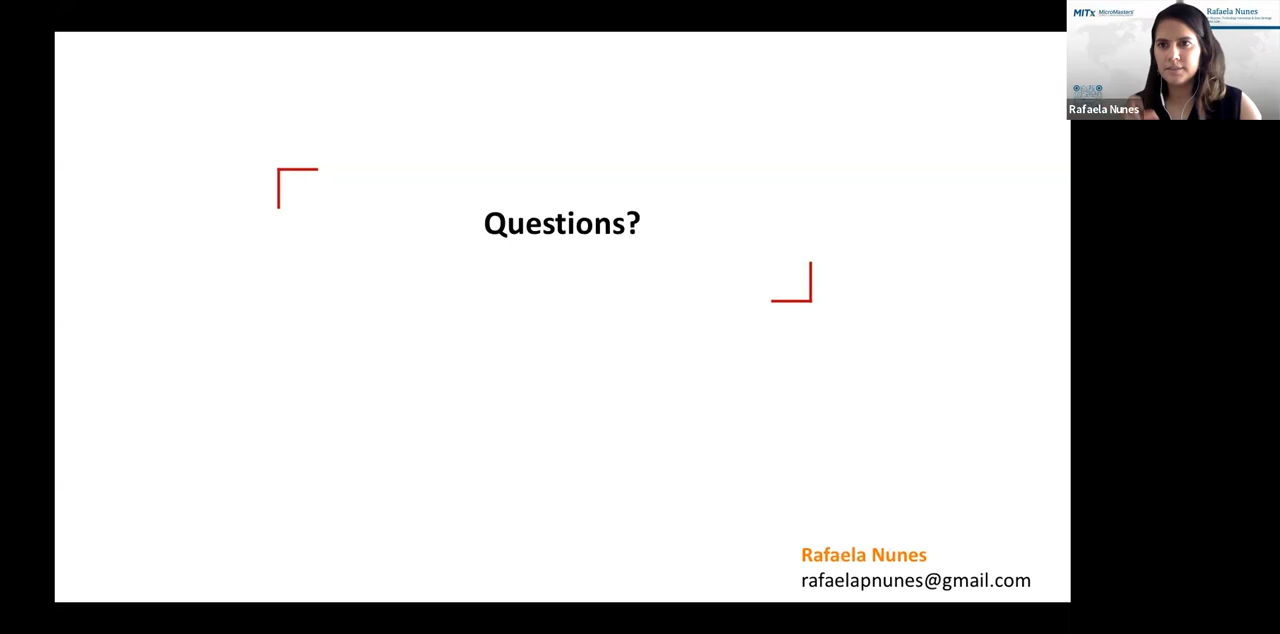 MITx MicroMasters
Rafaela Nunes
Rafaela Nunes
Questions?
Rafaela Nunes
rafaelapnunes@gmail.com